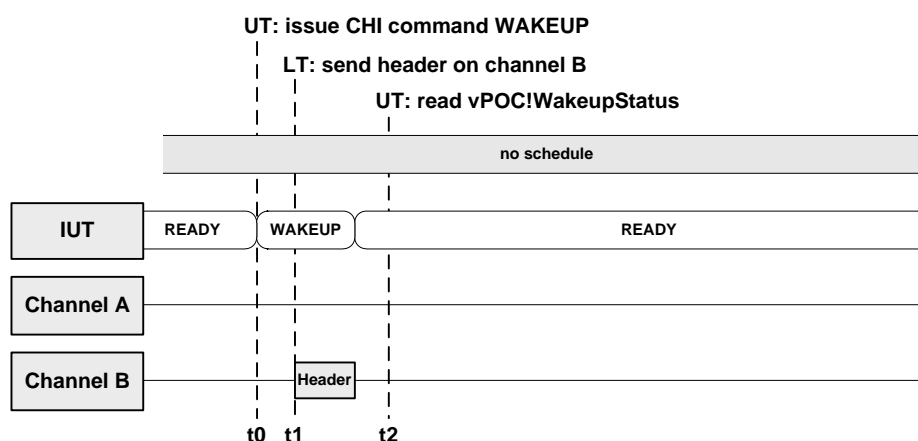 UT: issue CHI command WAKEUP
LT: send header on channel B
UT: read vPOC!WakeupStatus
no schedule
IUT READY WAKEUP READY
Channel A
Channel B Header
t0 t1 t2